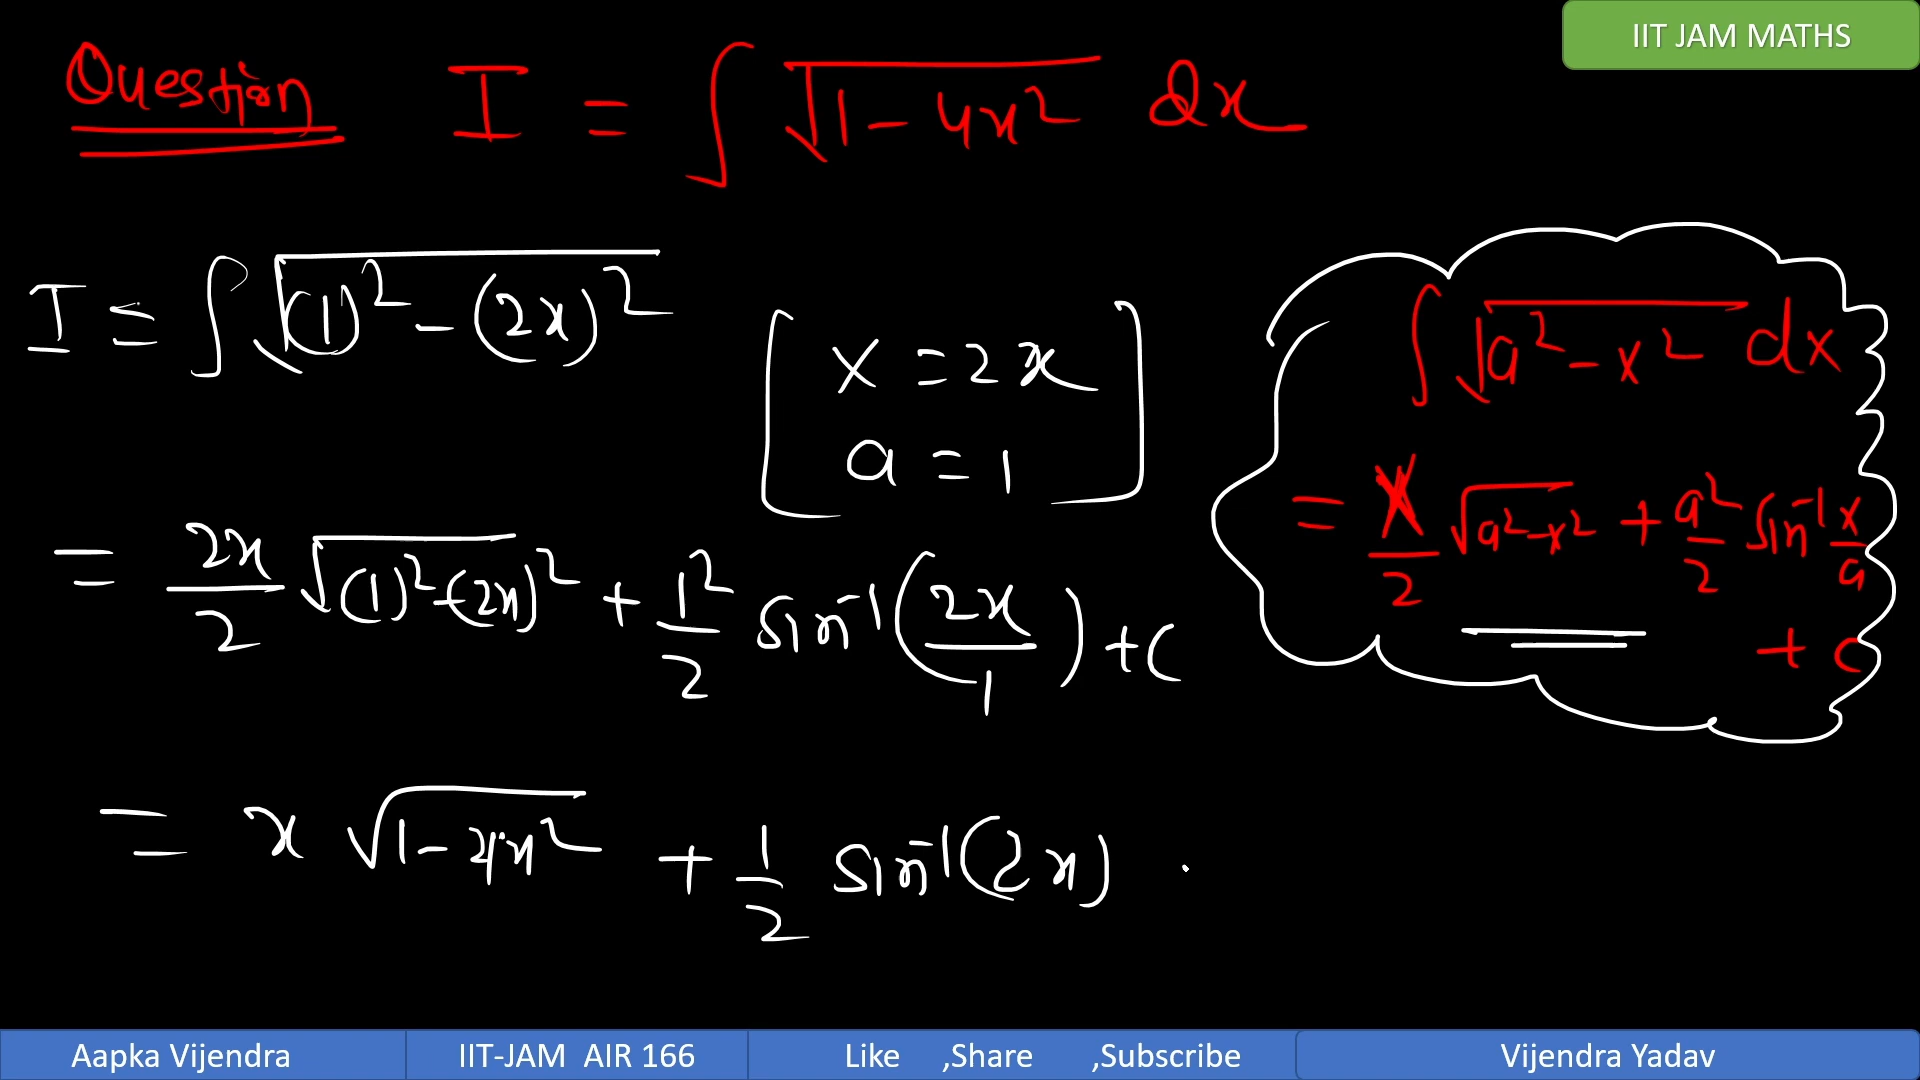 IIT JAM MATHS
Question I = ∫ √1-4x² dx
I = ∫ √(1)² - (2x)²
[ x = 2x
a = 1 ]
∫ √a² - x² dx
= x/2 √a²-x² + a²/2 sin⁻¹ x/a
+ c
= 2x/2 √(1)²-(2x)² + 1²/2 sin⁻¹(2x/1) + c
= x √1-4x² + 1/2 sin⁻¹(2x) .
Aapka Vijendra
IIT-JAM AIR 166
Like ,Share ,Subscribe
Vijendra Yadav